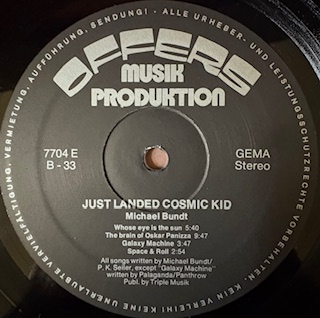 OFFERS
MUSIK
PRODUKTION
7704 E
B - 33
GEMA
Stereo
JUST LANDED COSMIC KID
Michael Bundt
Whose eye is the sun 5:40
The brain of Oskar Panizza 9:47
Galaxy Machine 3:47
Space & Roll 2:54
All songs written by Michael Bundt/
P. K. Seiler, except "Galaxy Machine"
written by Palaganda/Panthrow
Publ. by Triple Musik
KEIN VERLEIH! KEINE UNERLAUBTE VERVIELFÄLTIGUNG, VERMIETUNG, AUFFÜHRUNG, SENDUNG! - ALLE URHEBER- UND LEISTUNGSSCHUTZRECHTE VORBEHALTEN.